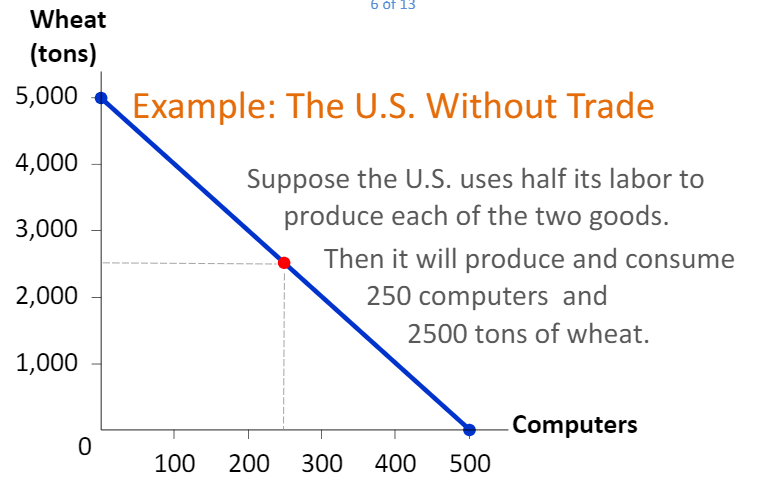 6 of 13
Wheat
(tons)
5,000
Example: The U.S. Without Trade
4,000
Suppose the U.S. uses half its labor to
produce each of the two goods.
3,000
Then it will produce and consume
250 computers and
2,000
2500 tons of wheat.
1,000
Computers
0
100 200 300 400 500